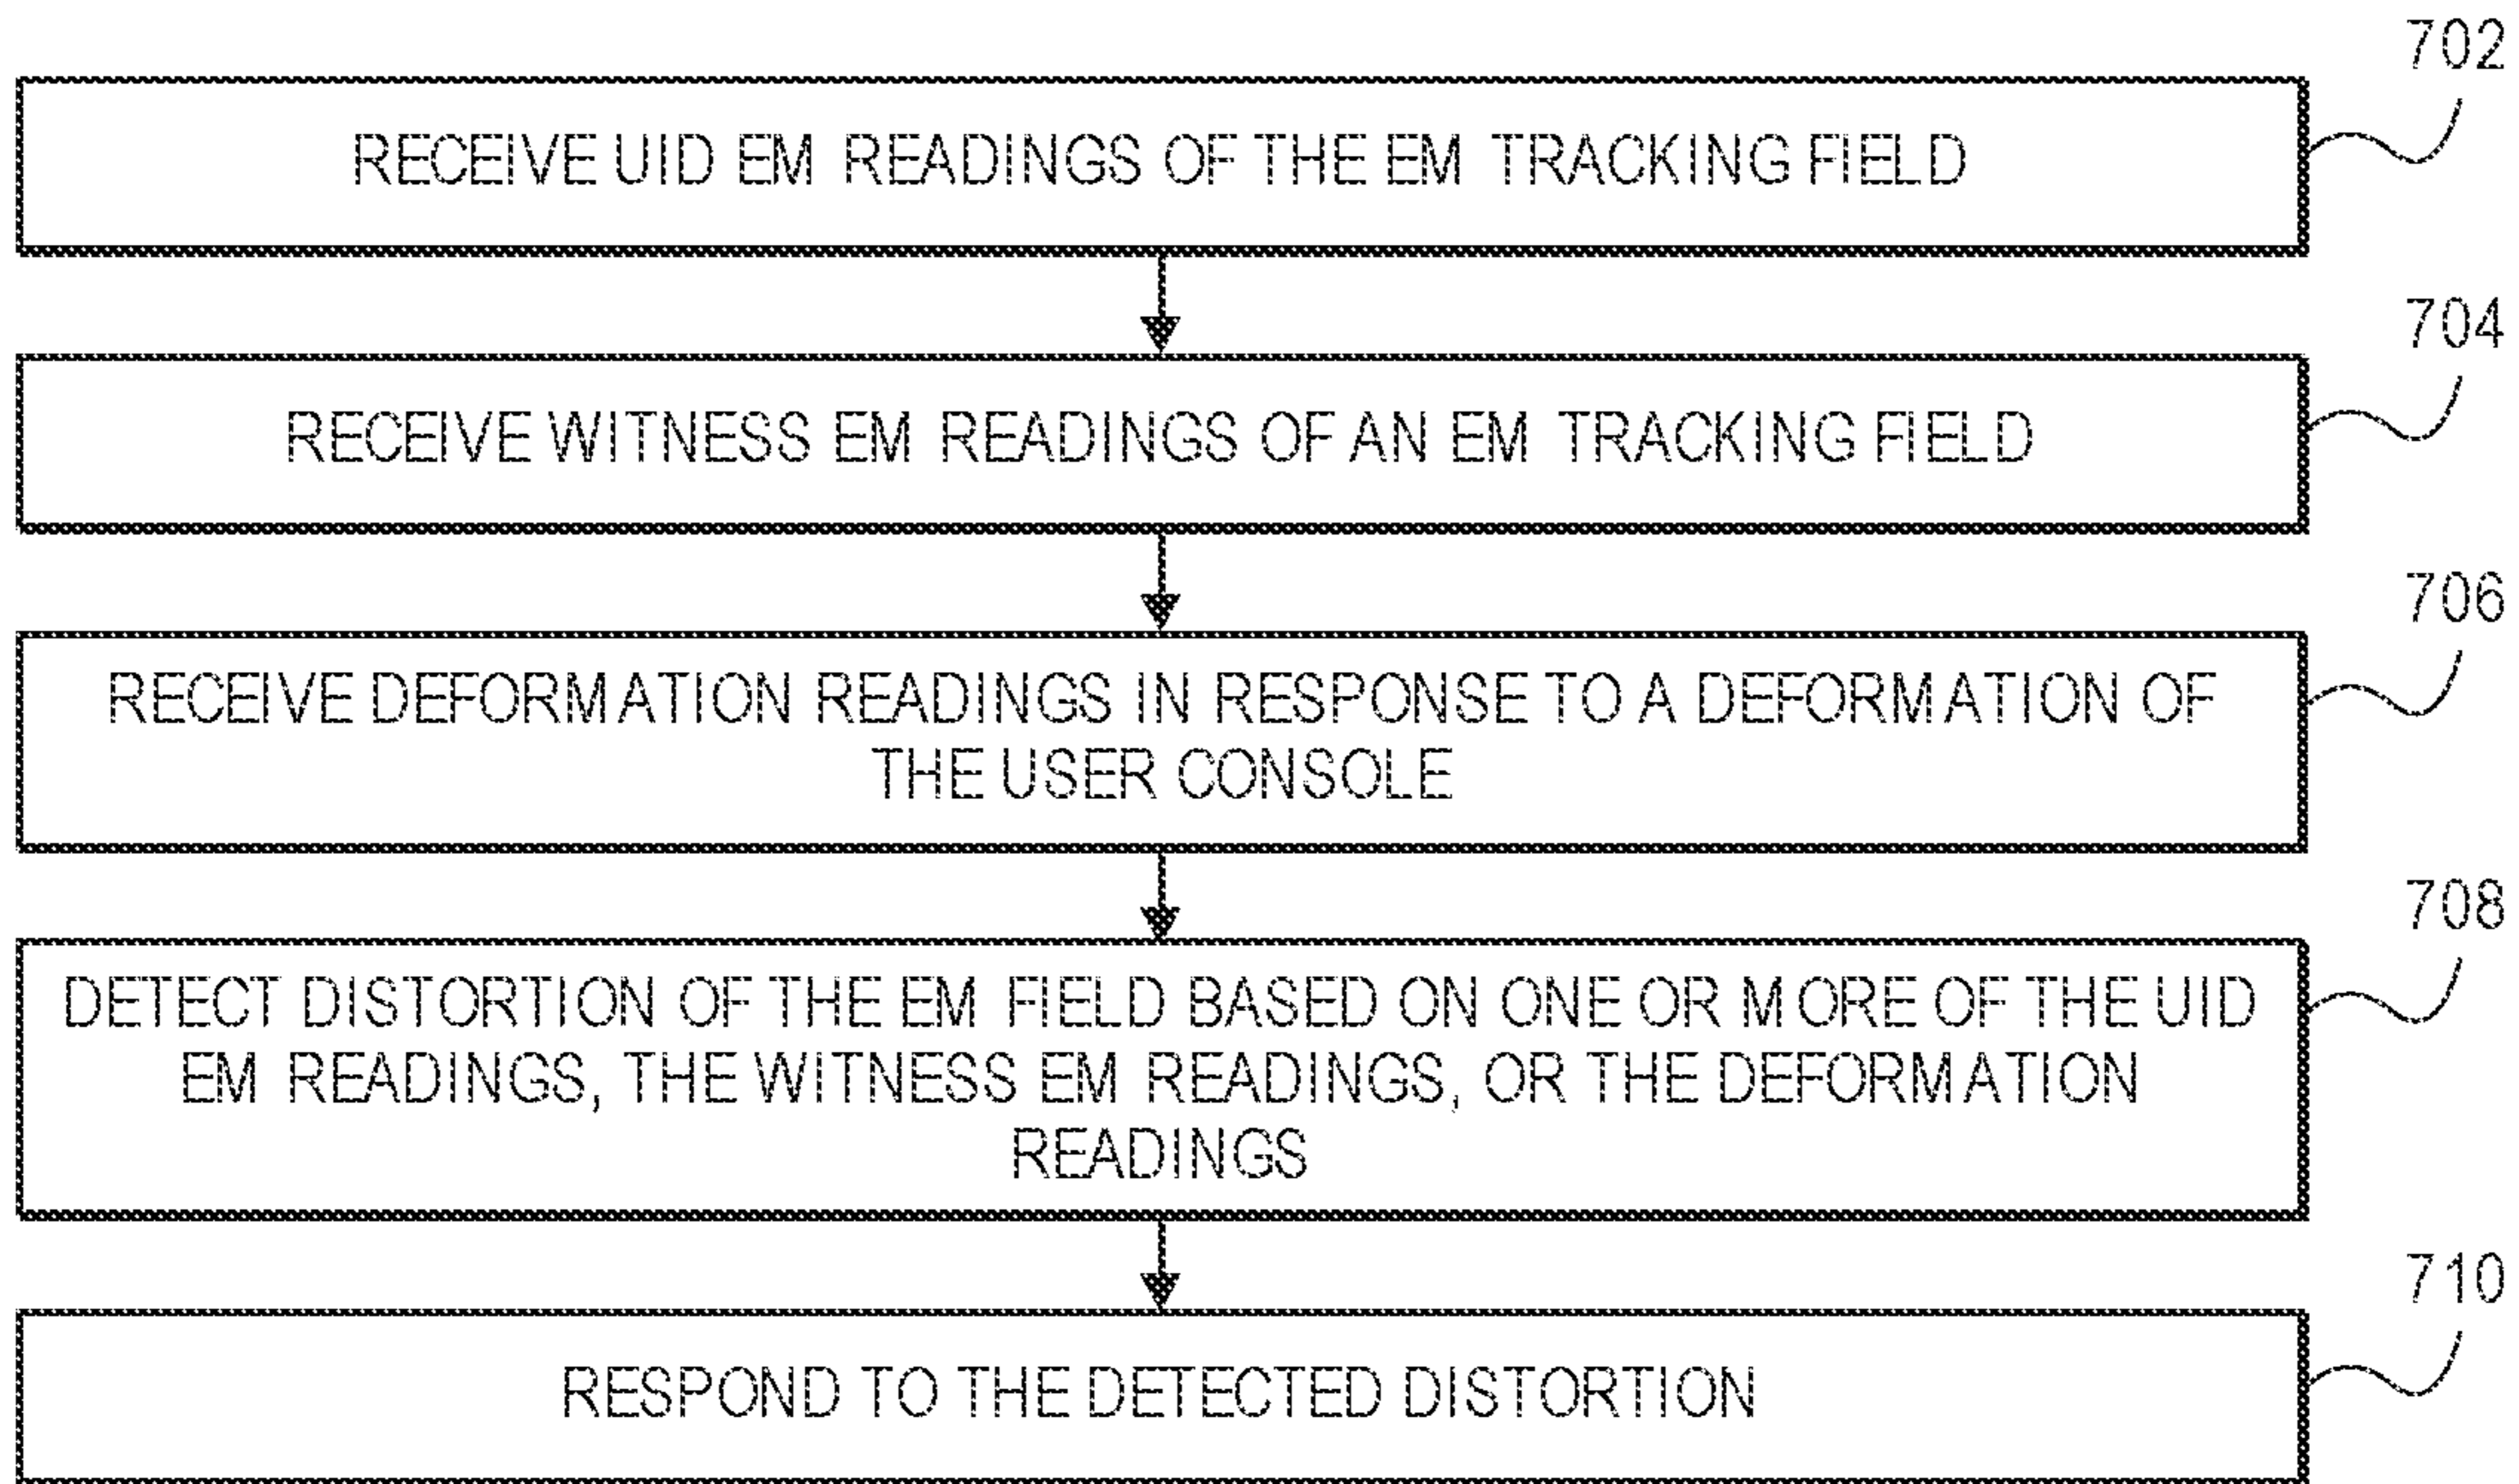 702
RECEIVE UID EM READINGS OF THE EM TRACKING FIELD
704
RECEIVE WITNESS EM READINGS OF AN EM TRACKING FIELD
706
RECEIVE DEFORMATION READINGS IN RESPONSE TO A DEFORMATION OF
THE USER CONSOLE
708
DETECT DISTORTION OF THE EM FIELD BASED ON ONE OR MORE OF THE UID
EM READINGS, THE WITNESS EM READINGS, OR THE DEFORMATION
READINGS
710
RESPOND TO THE DETECTED DISTORTION